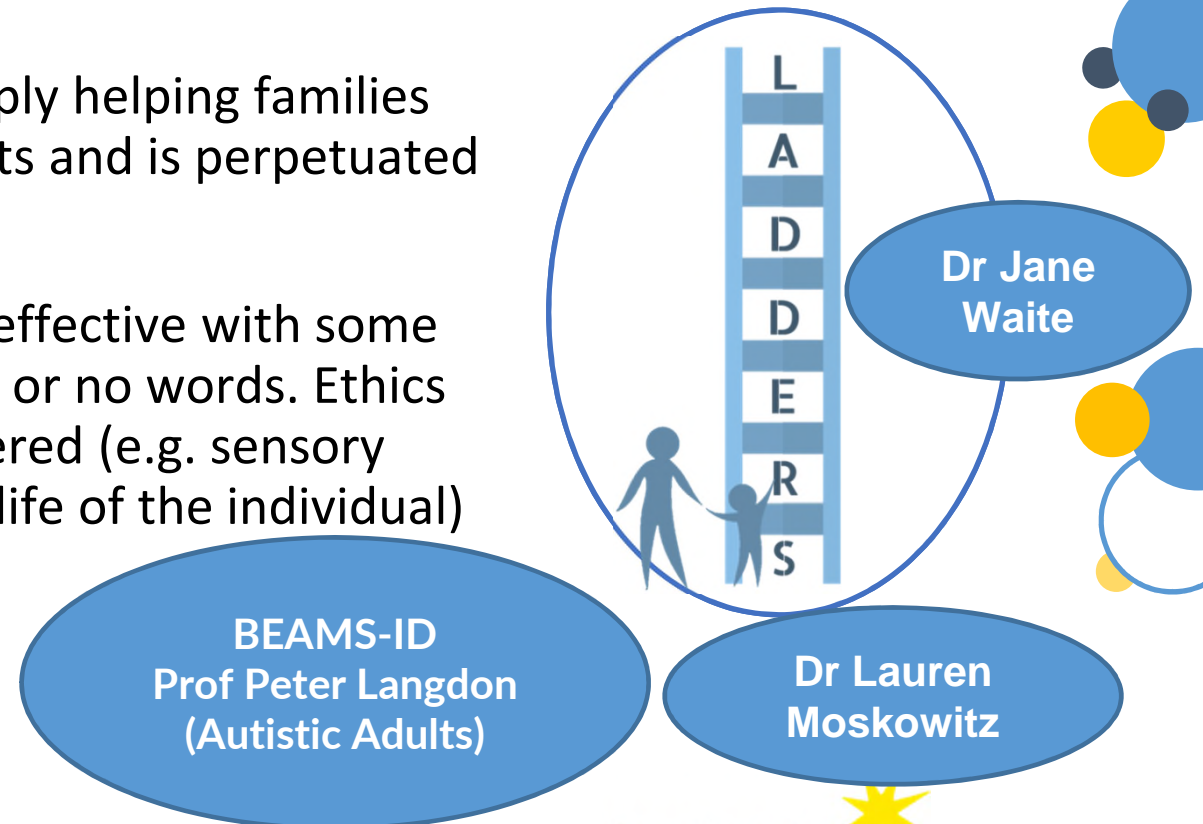 ply helping families
ts and is perpetuated
effective with some
or no words. Ethics
ered (e.g. sensory
life of the individual)
L
A
D
D
E
R
S
Dr Jane
Waite
BEAMS-ID
Prof Peter Langdon
(Autistic Adults)
Dr Lauren
Moskowitz